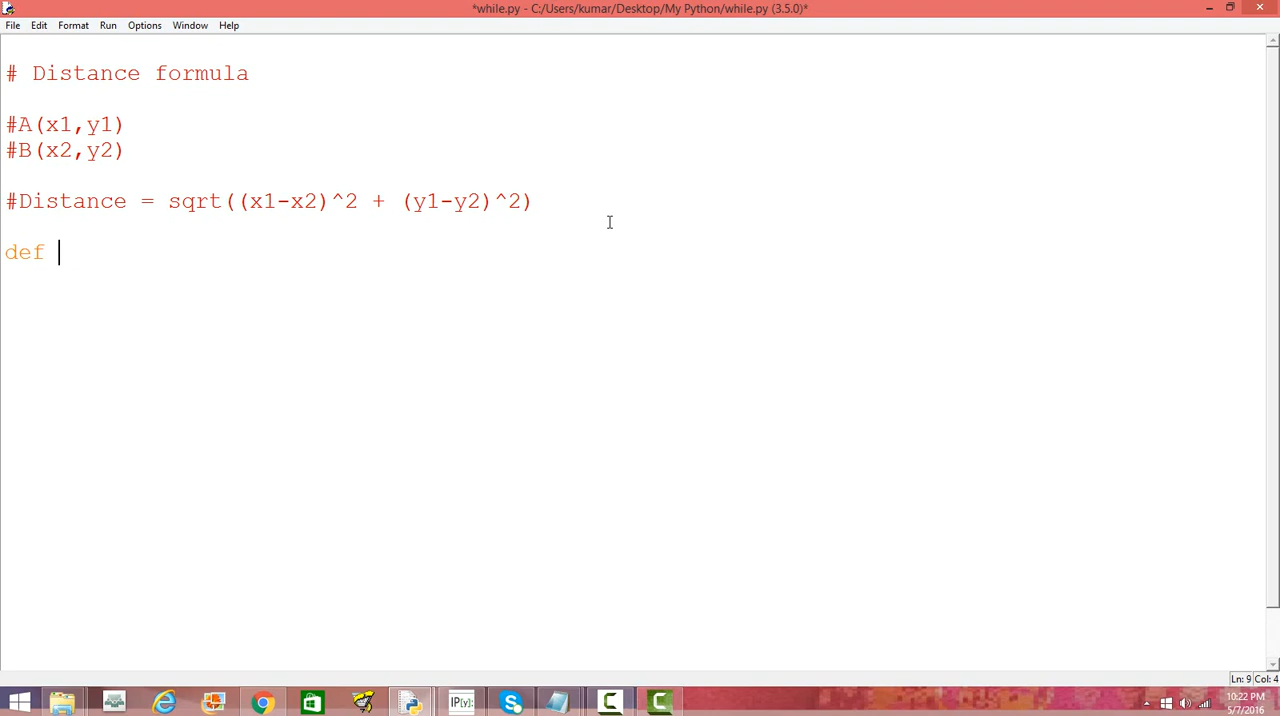 *while.py - C:/Users/kumar/Desktop/My Python/while.py (3.5.0)*
File Edit Format Run Options Window Help
# Distance formula
#A(x1,y1)
#B(x2,y2)
#Distance = sqrt((x1-x2)^2 + (y1-y2)^2)
def
Ln: 9 Col: 4
IP[y]:
10:22 PM
5/7/2016